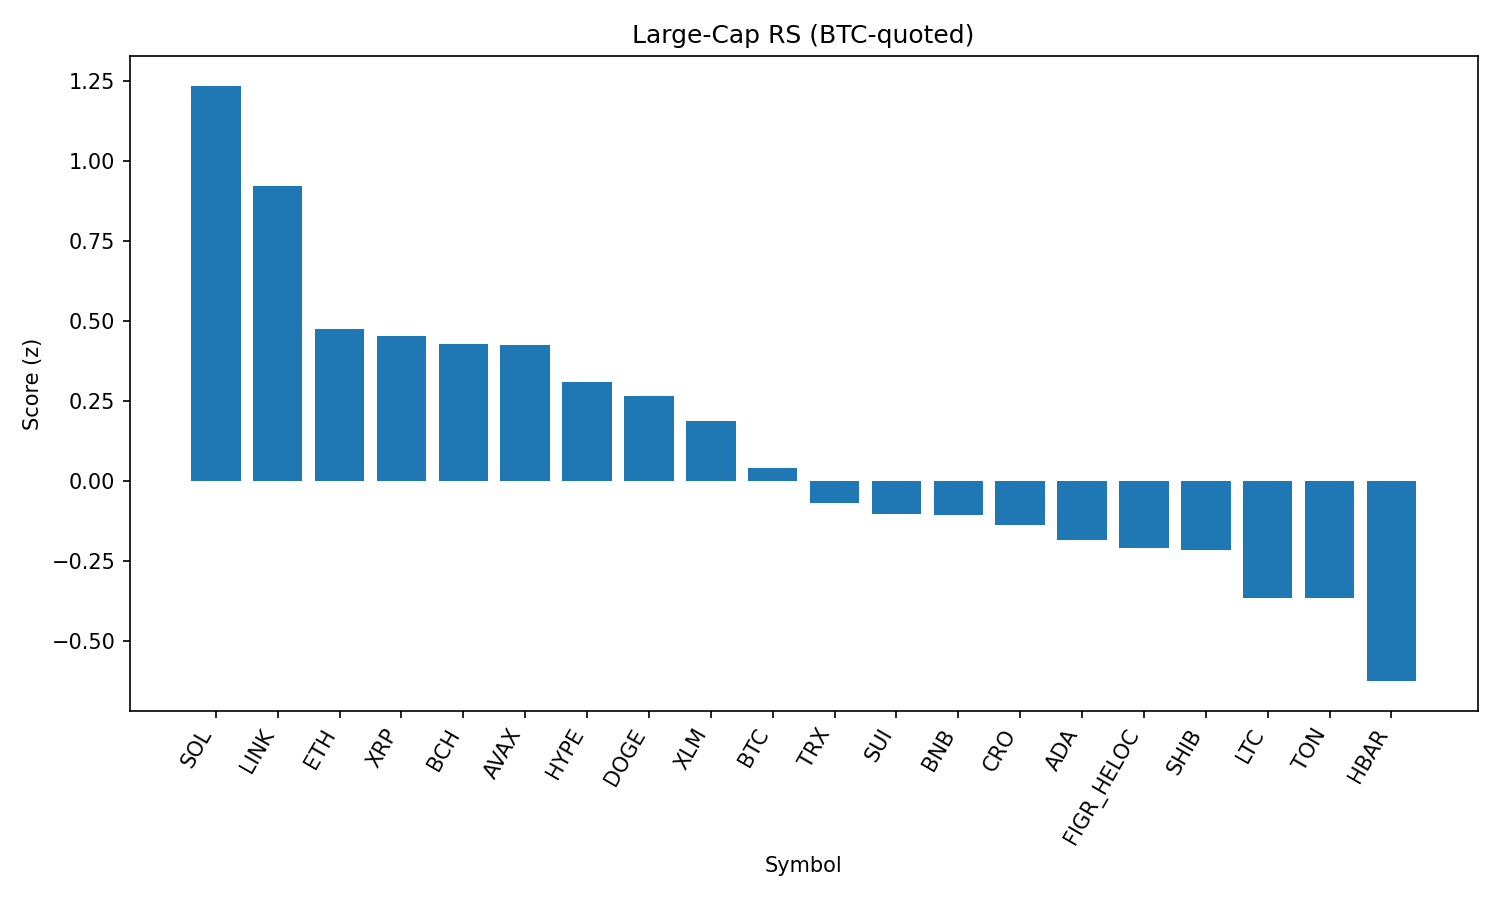 Large-Cap RS (BTC-quoted)
Score (z)
1.25
1.00
0.75
0.50
0.25
0.00
−0.25
−0.50
SOL
LINK
ETH
XRP
BCH
AVAX
HYPE
DOGE
XLM
BTC
TRX
SUI
BNB
CRO
ADA
FIGR_HELOC
SHIB
LTC
TON
HBAR
Symbol